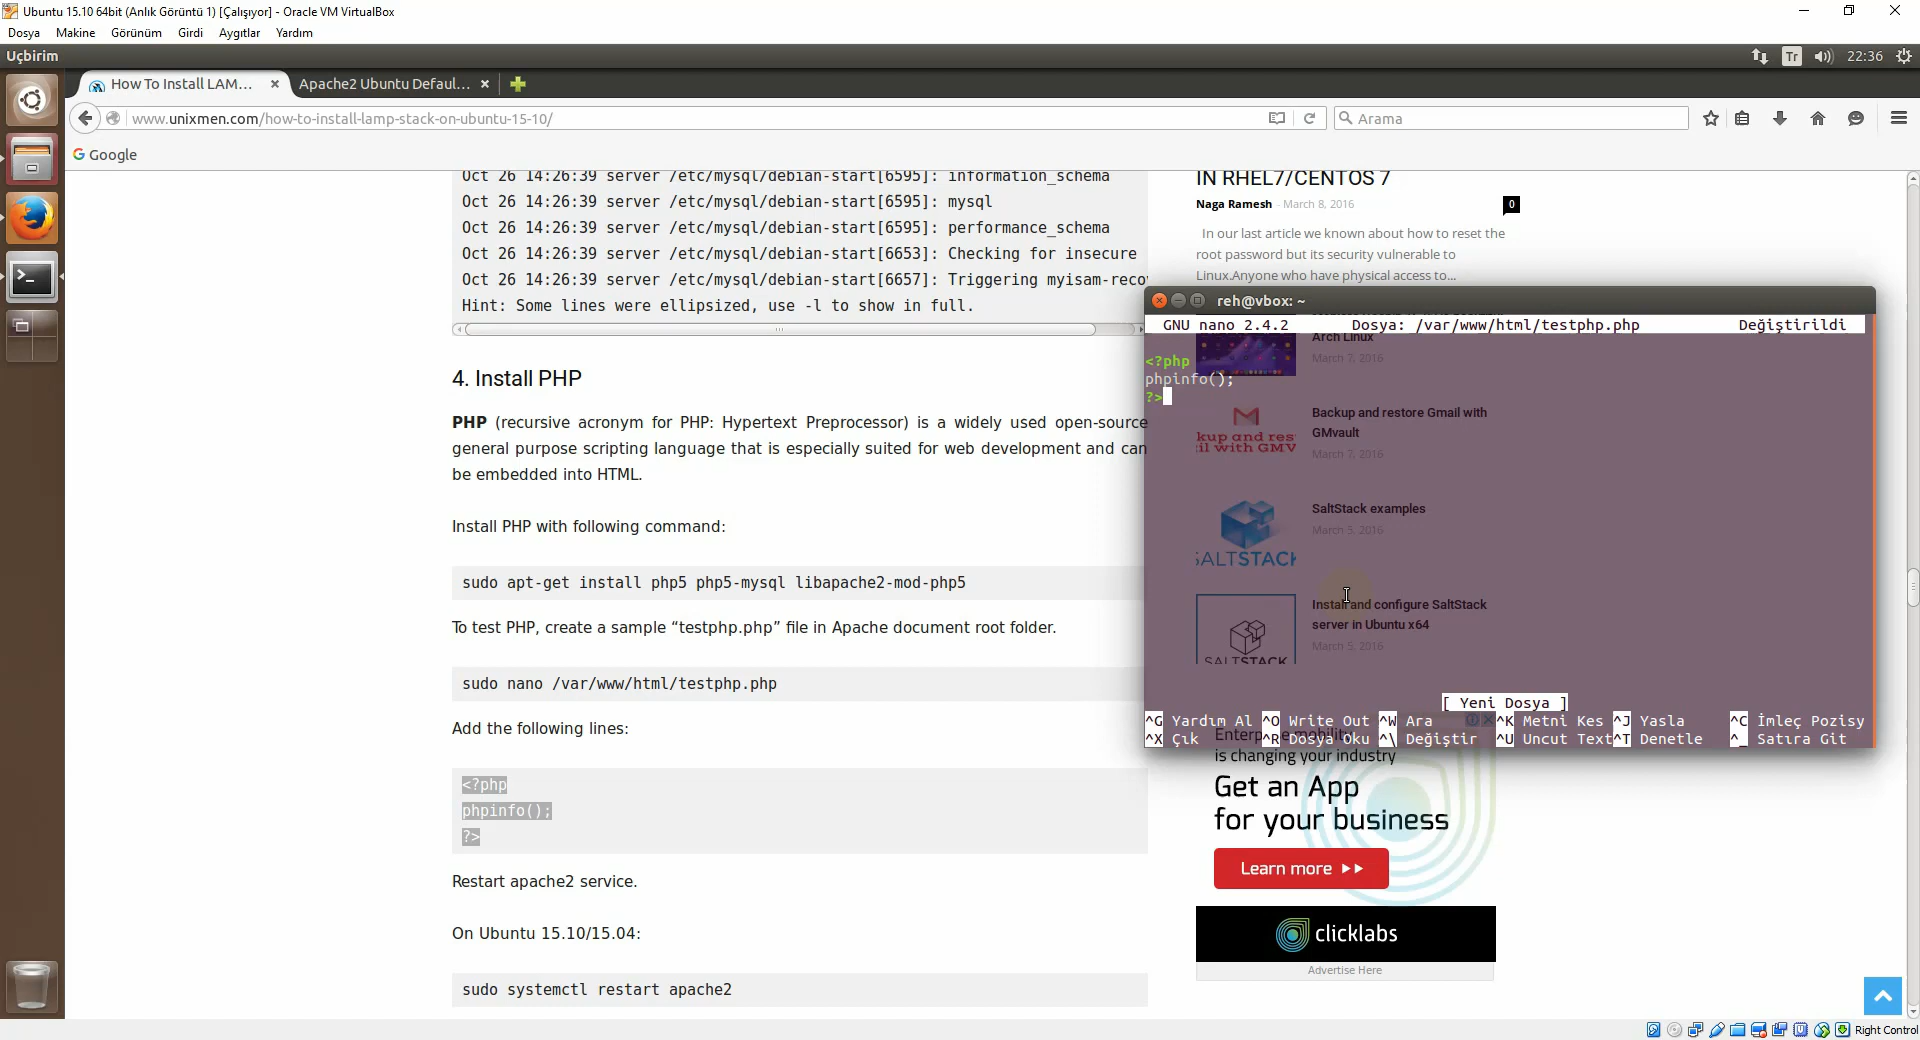 Ubuntu 15.10 64bit (Anlık Görüntü 1) [Çalışıyor] - Oracle VM VirtualBox
Dosya Makine Görünüm Girdi Aygıtlar Yardım
Uçbirim
Tr
22:36
How To Install LAM...
Apache2 Ubuntu Defaul...
www.unixmen.com/how-to-install-lamp-stack-on-ubuntu-15-10/
Arama
Google
Oct 26 14:26:39 server /etc/mysql/debian-start[6595]: information_schema
Oct 26 14:26:39 server /etc/mysql/debian-start[6595]: mysql
Oct 26 14:26:39 server /etc/mysql/debian-start[6595]: performance_schema
Oct 26 14:26:39 server /etc/mysql/debian-start[6653]: Checking for insecure
Oct 26 14:26:39 server /etc/mysql/debian-start[6657]: Triggering myisam-reco
Hint: Some lines were ellipsized, use -l to show in full.
4. Install PHP
PHP (recursive acronym for PHP: Hypertext Preprocessor) is a widely used open-source
general purpose scripting language that is especially suited for web development and can
be embedded into HTML.
Install PHP with following command:
sudo apt-get install php5 php5-mysql libapache2-mod-php5
To test PHP, create a sample “testphp.php” file in Apache document root folder.
sudo nano /var/www/html/testphp.php
Add the following lines:
<?php
phpinfo();
?>
Restart apache2 service.
On Ubuntu 15.10/15.04:
sudo systemctl restart apache2
IN RHEL7/CENTOS 7
Naga Ramesh - March 8, 2016
0
In our last article we known about how to reset the
root password but its security vulnerable to
Linux.Anyone who have physical access to...
reh@vbox: ~
GNU nano 2.4.2 Dosya: /var/www/html/testphp.php Değiştirildi
<?php
phpinfo();
?>
Arch Linux
March 7, 2016
Backup and restore Gmail with
GMvault
March 7, 2016
kup and res
il with GMV
SaltStack examples
March 5, 2016
SALTSTACK
Install and configure SaltStack
server in Ubuntu x64
March 5, 2016
SALTSTACK
[ Yeni Dosya ]
^G Yardım Al ^O Write Out ^W Ara ^K Metni Kes ^J Yasla ^C İmleç Pozisy
^X Çık ^R Dosya Oku ^\ Değiştir ^U Uncut Text ^T Denetle ^_ Satıra Git
Enterprise mobility
is changing your industry
Get an App
for your business
Learn more
clicklabs
Advertise Here
Right Control